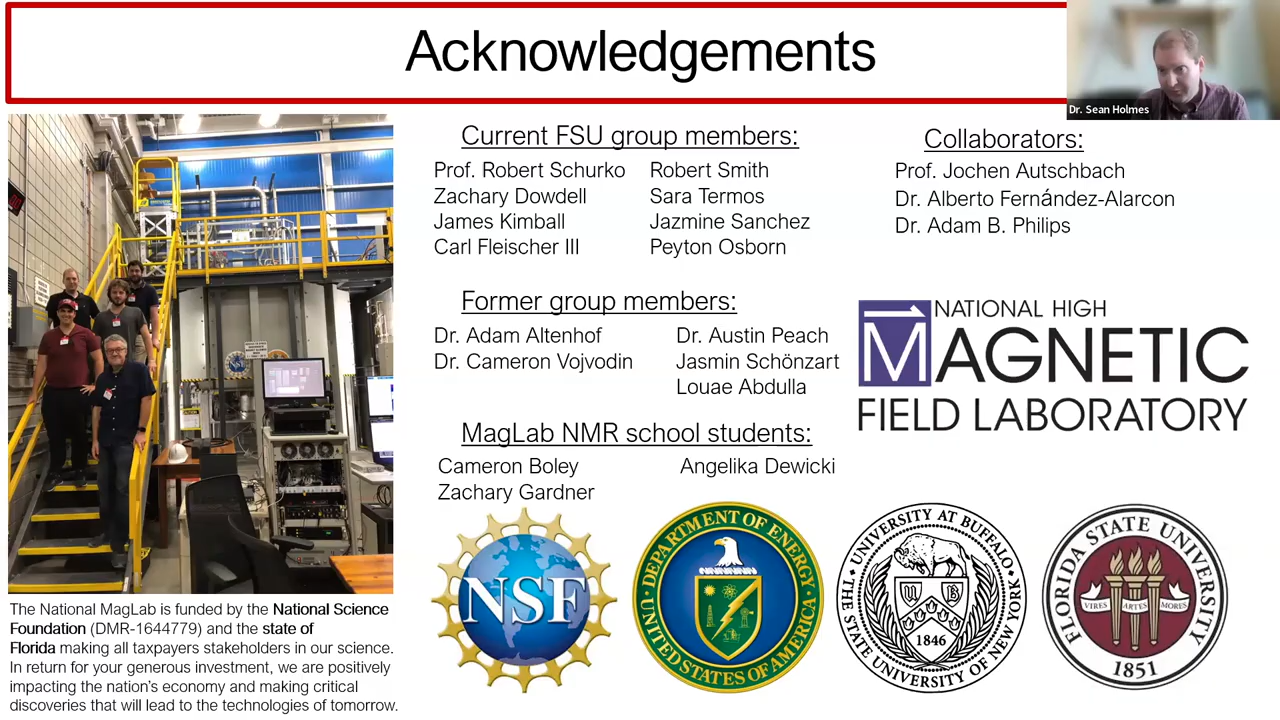 Acknowledgements
Dr. Sean Holmes
Current FSU group members:
Prof. Robert Schurko
Zachary Dowdell
James Kimball
Carl Fleischer III
Robert Smith
Sara Termos
Jazmine Sanchez
Peyton Osborn
Collaborators:
Prof. Jochen Autschbach
Dr. Alberto Fernández-Alarcon
Dr. Adam B. Philips
Former group members:
Dr. Adam Altenhof
Dr. Cameron Vojvodin
Dr. Austin Peach
Jasmin Schönzart
Louae Abdulla
MagLab NMR school students:
Cameron Boley
Zachary Gardner
Angelika Dewicki
NATIONAL HIGH
MAGNETIC
FIELD LABORATORY
NSF
DEPARTMENT OF ENERGY
UNITED STATES OF AMERICA
UNIVERSITY AT BUFFALO
THE STATE UNIVERSITY OF NEW YORK
U B
1846
FLORIDA STATE UNIVERSITY
VIRES ARTES MORES
1851
The National MagLab is funded by the National Science
Foundation (DMR-1644779) and the state of
Florida making all taxpayers stakeholders in our science.
In return for your generous investment, we are positively
impacting the nation's economy and making critical
discoveries that will lead to the technologies of tomorrow.